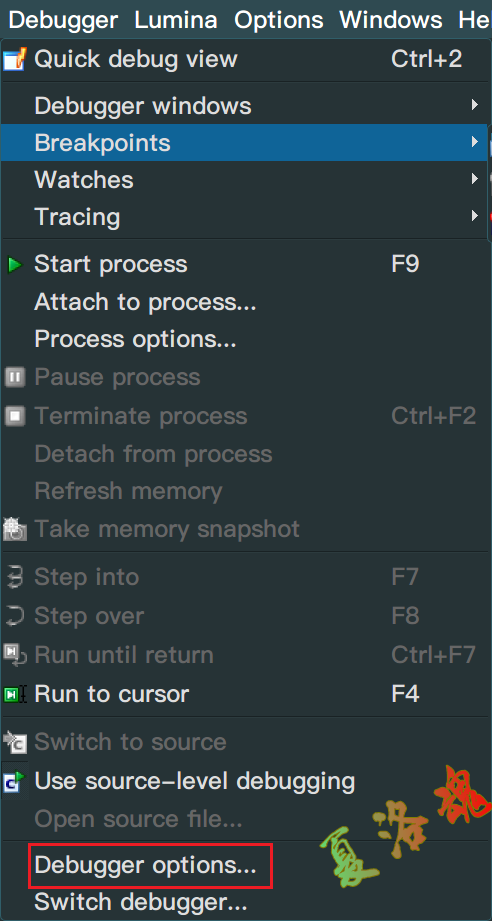 Debugger Lumina Options Windows He
Quick debug view Ctrl+2
Debugger windows
Breakpoints
Watches
Tracing
Start process F9
Attach to process...
Process options...
Pause process
Terminate process Ctrl+F2
Detach from process
Refresh memory
Take memory snapshot
Step into F7
Step over F8
Run until return Ctrl+F7
Run to cursor F4
Switch to source
Use source-level debugging
Open source file...
Debugger options...
Switch debugger...